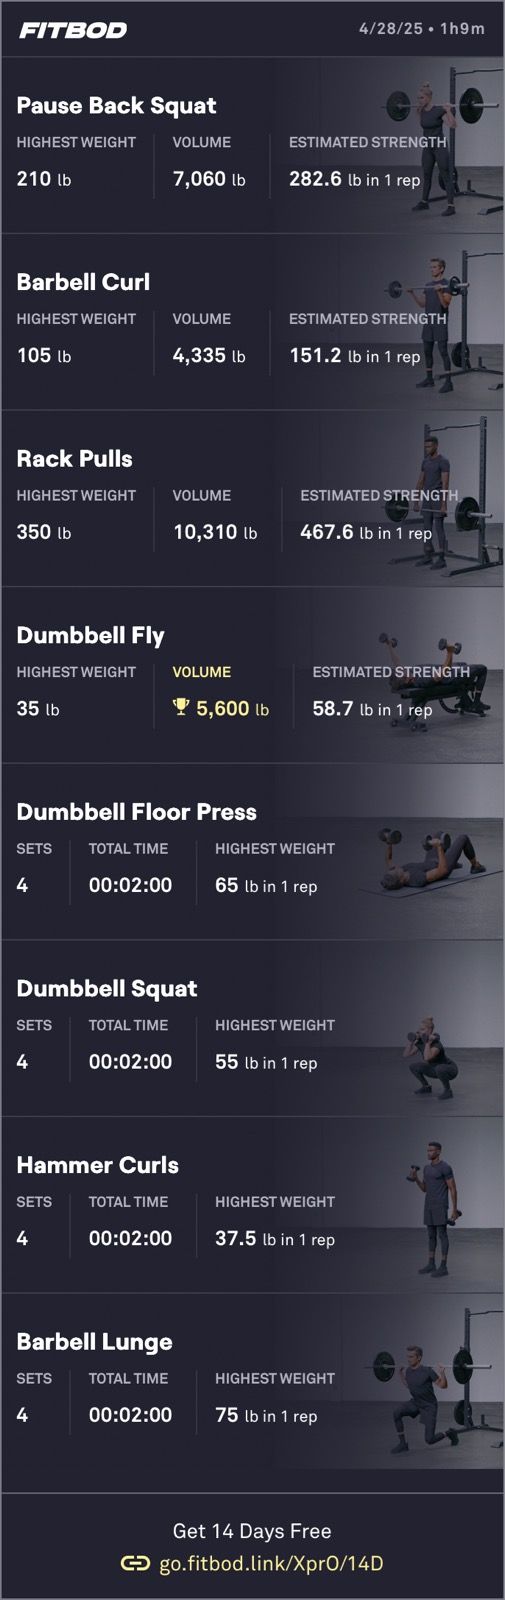 FITBOD 4/28/25 • 1h9m
Pause Back Squat
HIGHEST WEIGHT VOLUME ESTIMATED STRENGTH
210 lb 7,060 lb 282.6 lb in 1 rep
Barbell Curl
HIGHEST WEIGHT VOLUME ESTIMATED STRENGTH
105 lb 4,335 lb 151.2 lb in 1 rep
Rack Pulls
HIGHEST WEIGHT VOLUME ESTIMATED STRENGTH
350 lb 10,310 lb 467.6 lb in 1 rep
Dumbbell Fly
HIGHEST WEIGHT VOLUME ESTIMATED STRENGTH
35 lb 5,600 lb 58.7 lb in 1 rep
Dumbbell Floor Press
SETS TOTAL TIME HIGHEST WEIGHT
4 00:02:00 65 lb in 1 rep
Dumbbell Squat
SETS TOTAL TIME HIGHEST WEIGHT
4 00:02:00 55 lb in 1 rep
Hammer Curls
SETS TOTAL TIME HIGHEST WEIGHT
4 00:02:00 37.5 lb in 1 rep
Barbell Lunge
SETS TOTAL TIME HIGHEST WEIGHT
4 00:02:00 75 lb in 1 rep
Get 14 Days Free
go.fitbod.link/XprO/14D